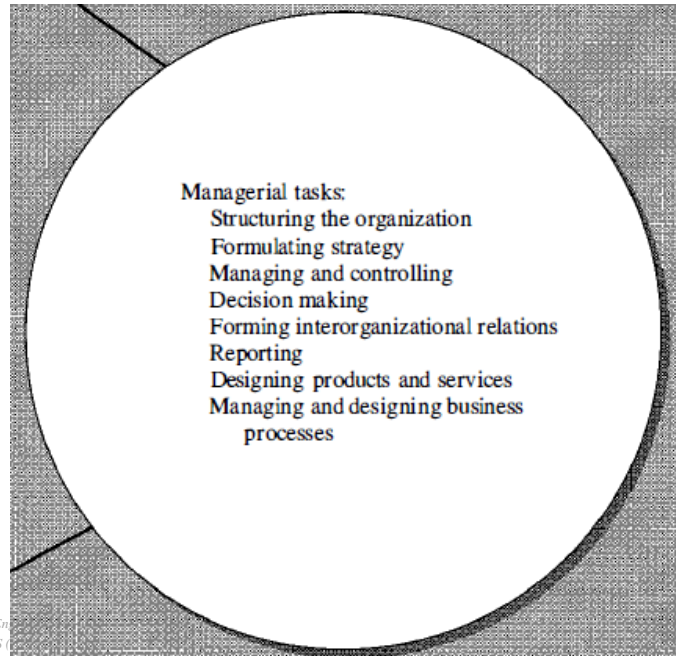 Managerial tasks:
Structuring the organization
Formulating strategy
Managing and controlling
Decision making
Forming interorganizational relations
Reporting
Designing products and services
Managing and designing business
processes